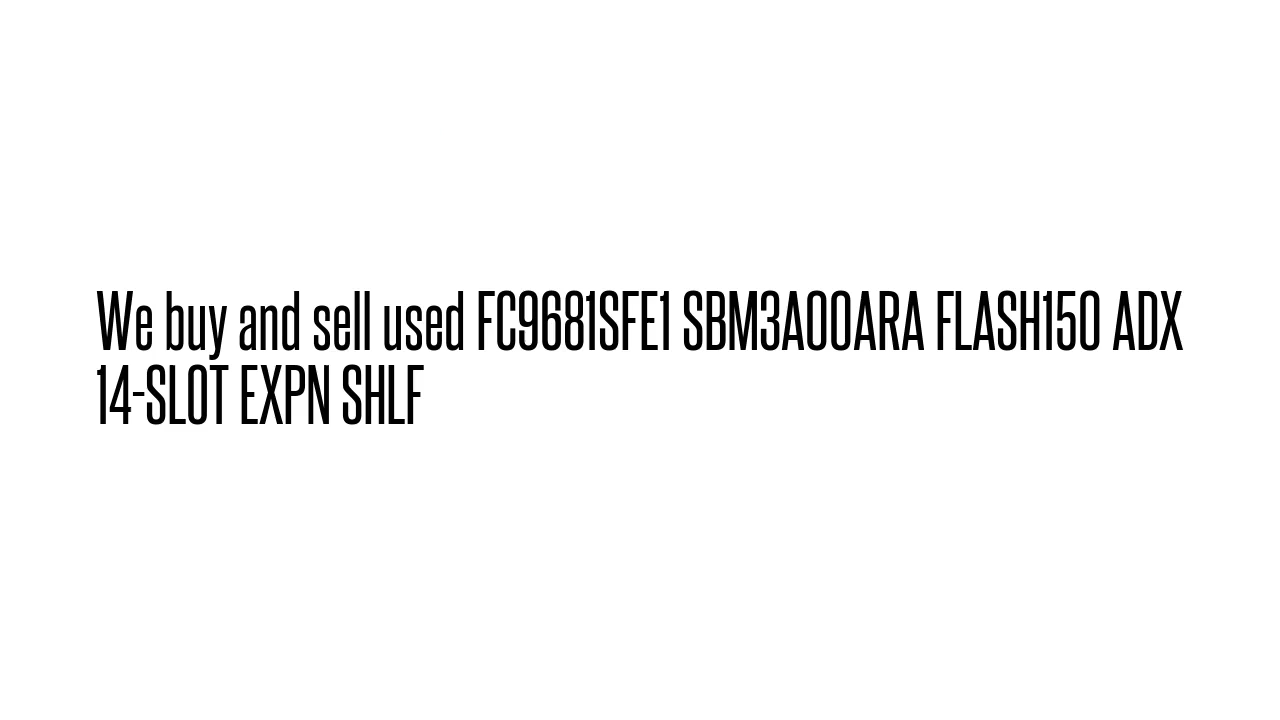 We buy and sell used FC9681SFE1 SBM3A00ARA FLASH150 ADX
14-SLOT EXPN SHLF